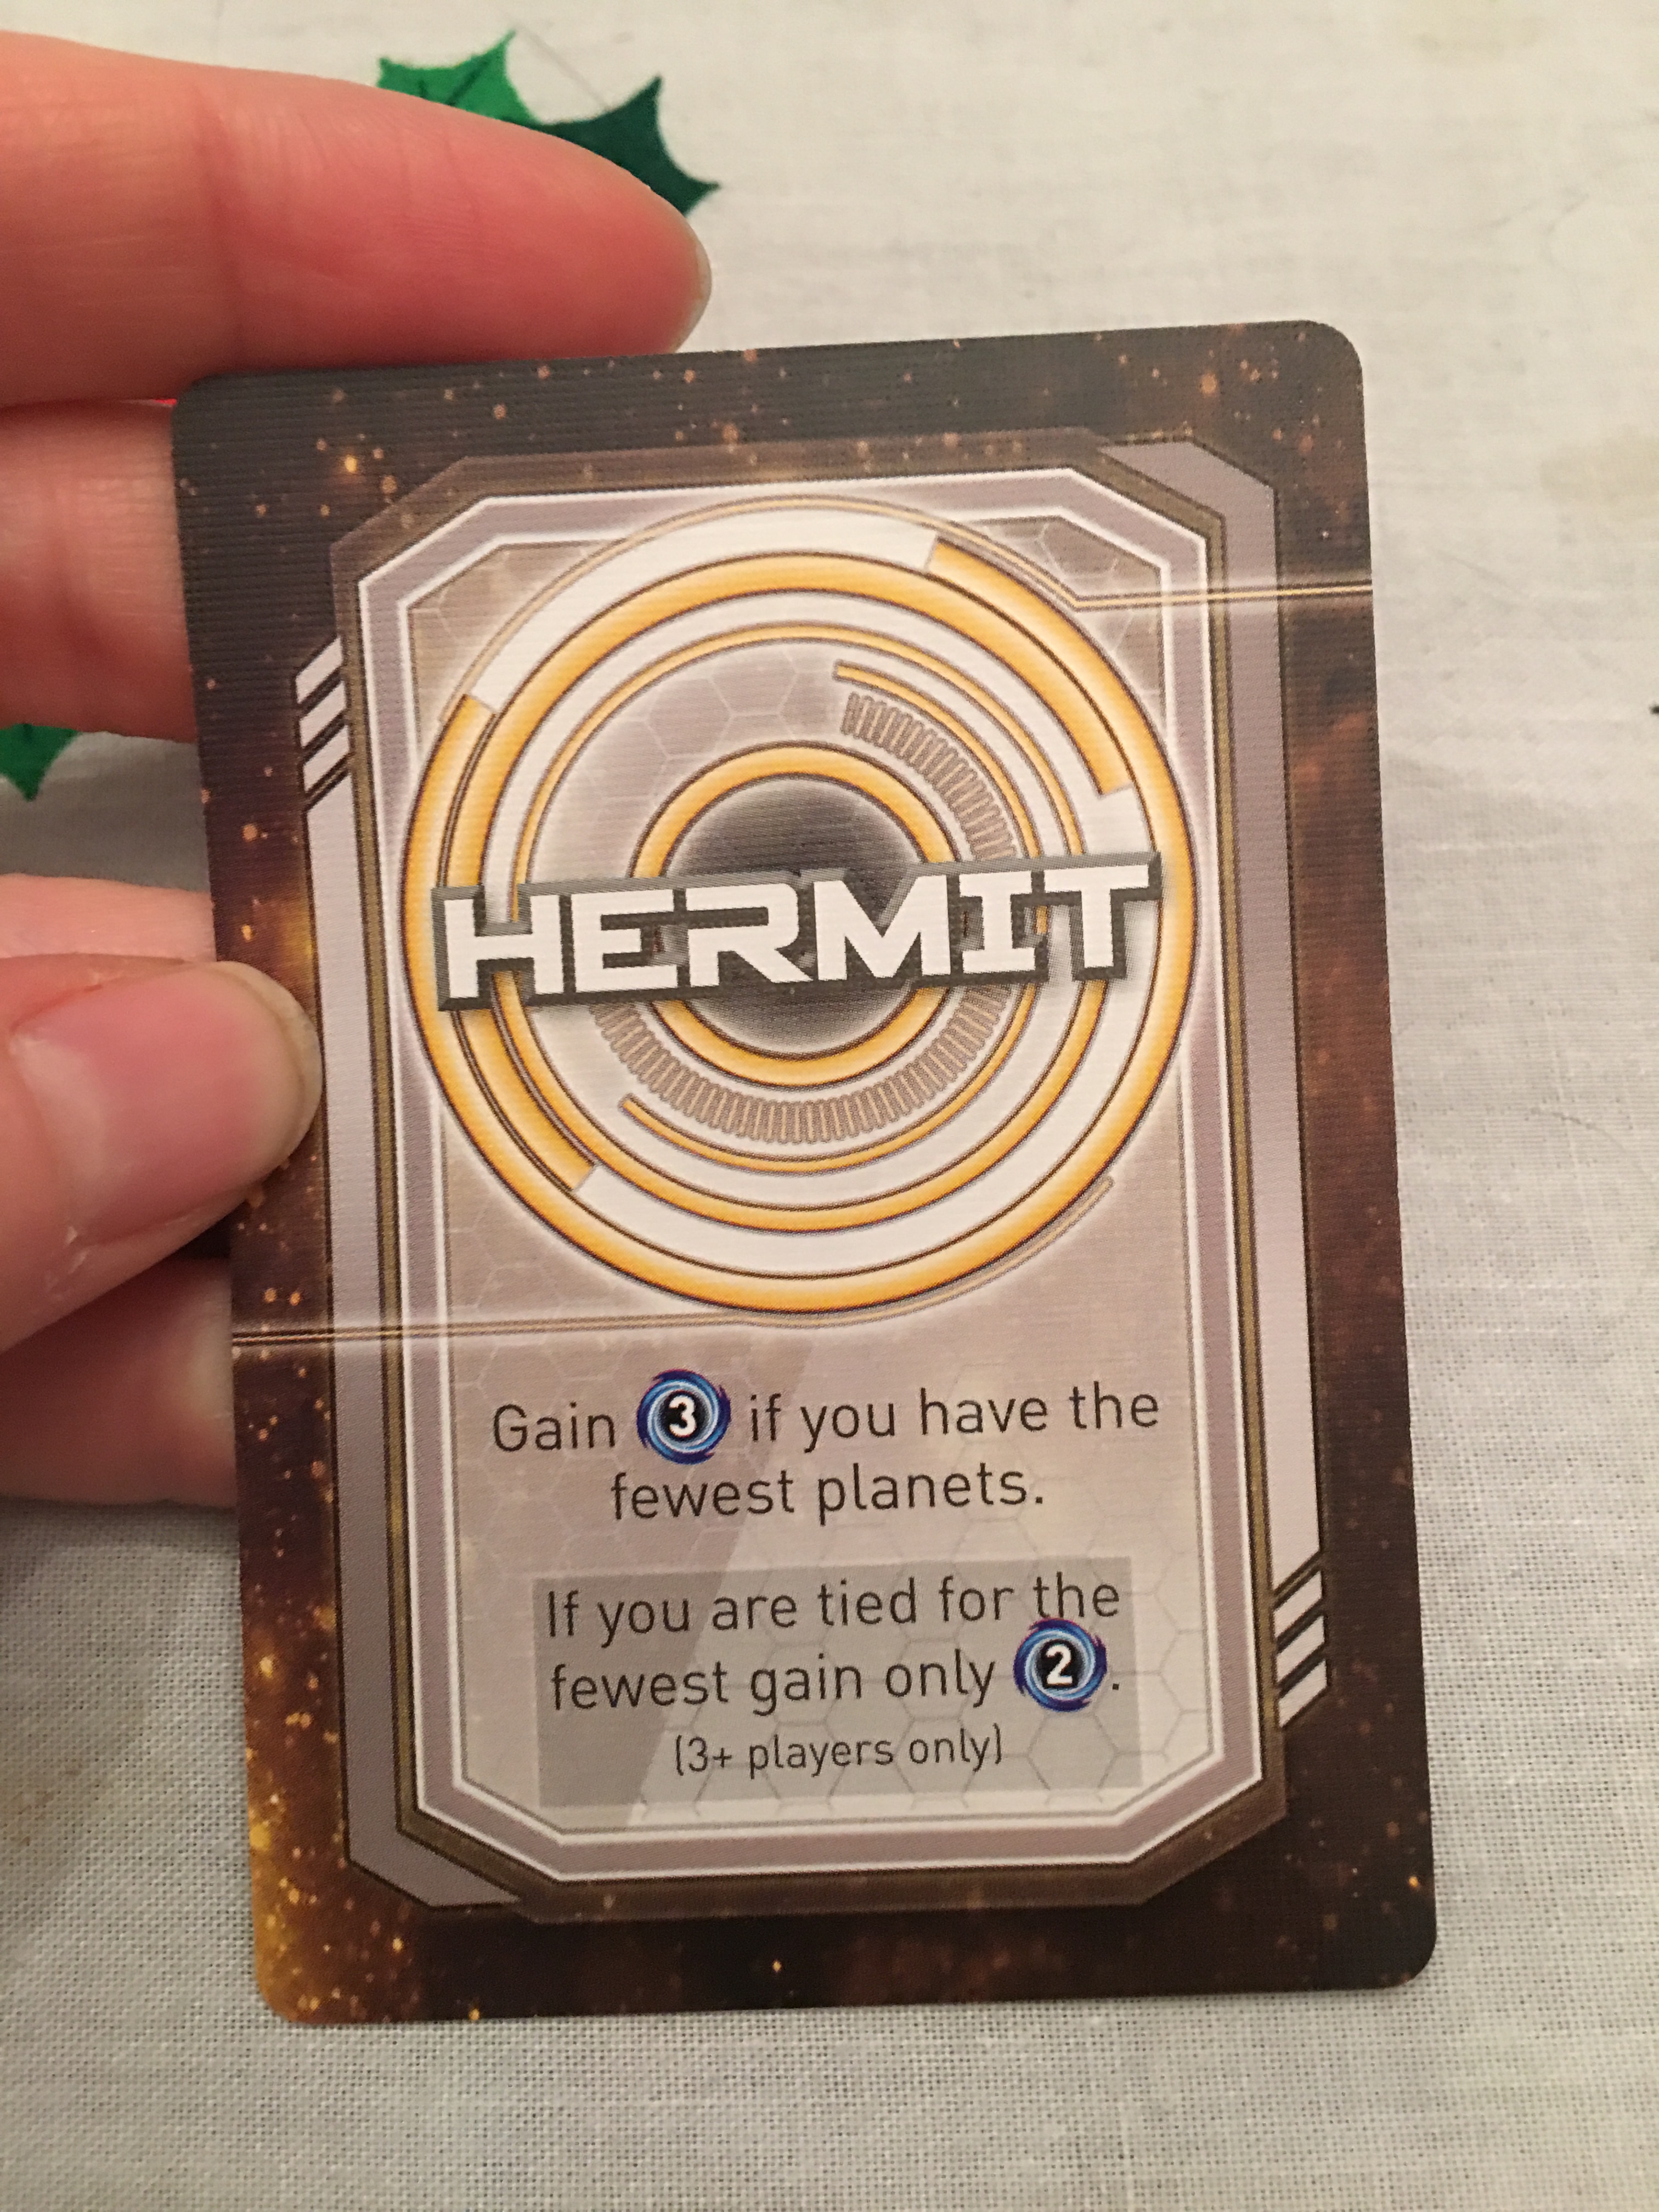 HERMIT
Gain 3 if you have the
fewest planets.
If you are tied for the
fewest gain only 2.
(3+ players only)